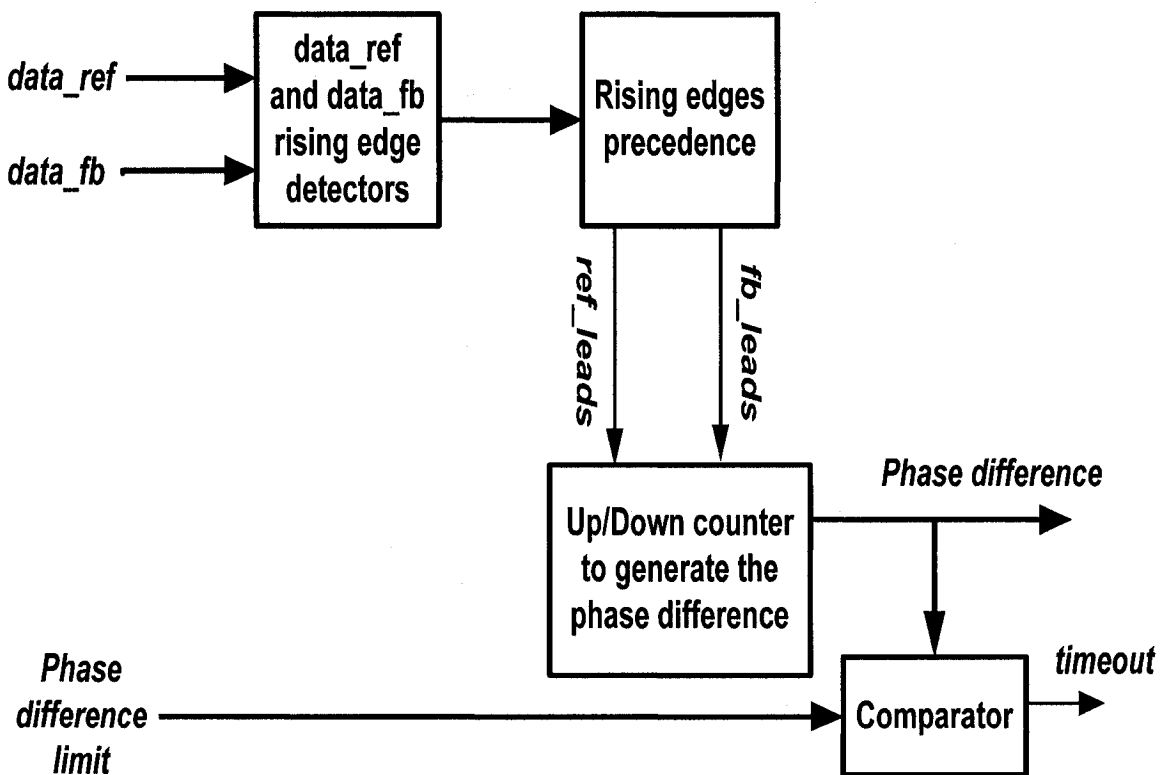 data_ref
data_fb
data_ref
and data_fb
rising edge
detectors
Rising edges
precedence
ref_leads
fb_leads
Up/Down counter
to generate the
phase difference
Phase difference
Phase
difference
limit
Comparator
timeout